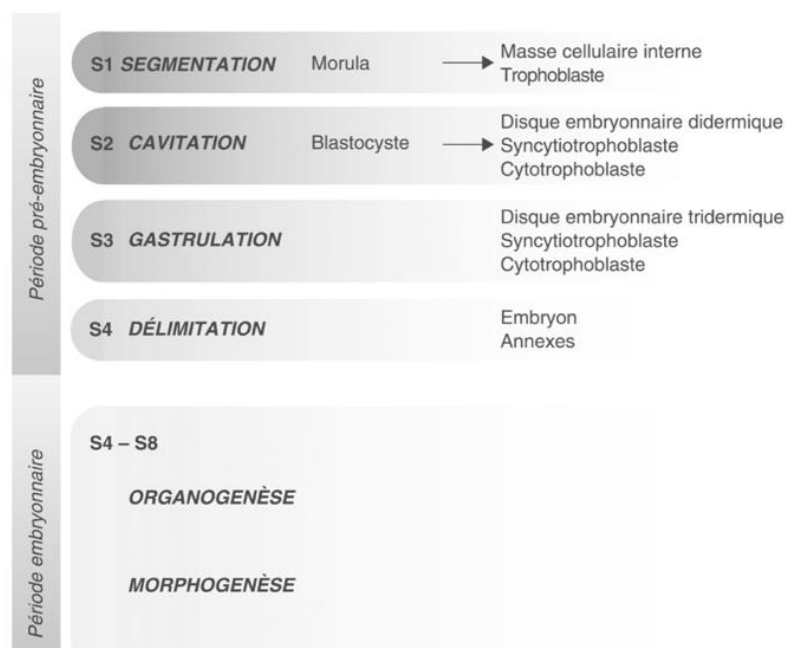 Période pré-embryonnaire
S1 SEGMENTATION Morula Masse cellulaire interne
Trophoblaste
S2 CAVITATION Blastocyste Disque embryonnaire didermique
Syncytiotrophoblaste
Cytotrophoblaste
S3 GASTRULATION Disque embryonnaire tridermique
Syncytiotrophoblaste
Cytotrophoblaste
S4 DÉLIMITATION Embryon
Annexes
Période embryonnaire
S4 – S8
ORGANOGENÈSE
MORPHOGENÈSE